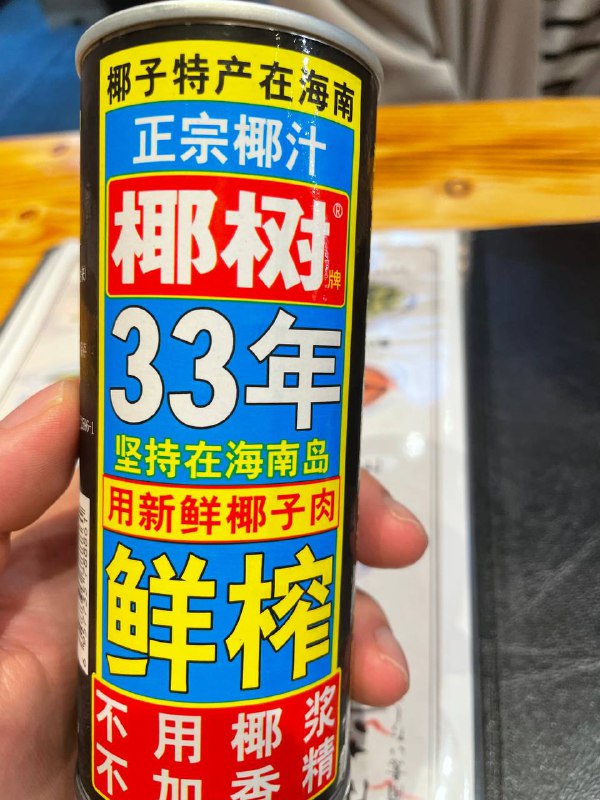 椰子特产在海南
正宗椰汁
椰树®
牌
33年
坚持在海南岛
用新鲜椰子肉
鲜榨
不用椰浆
不加香精